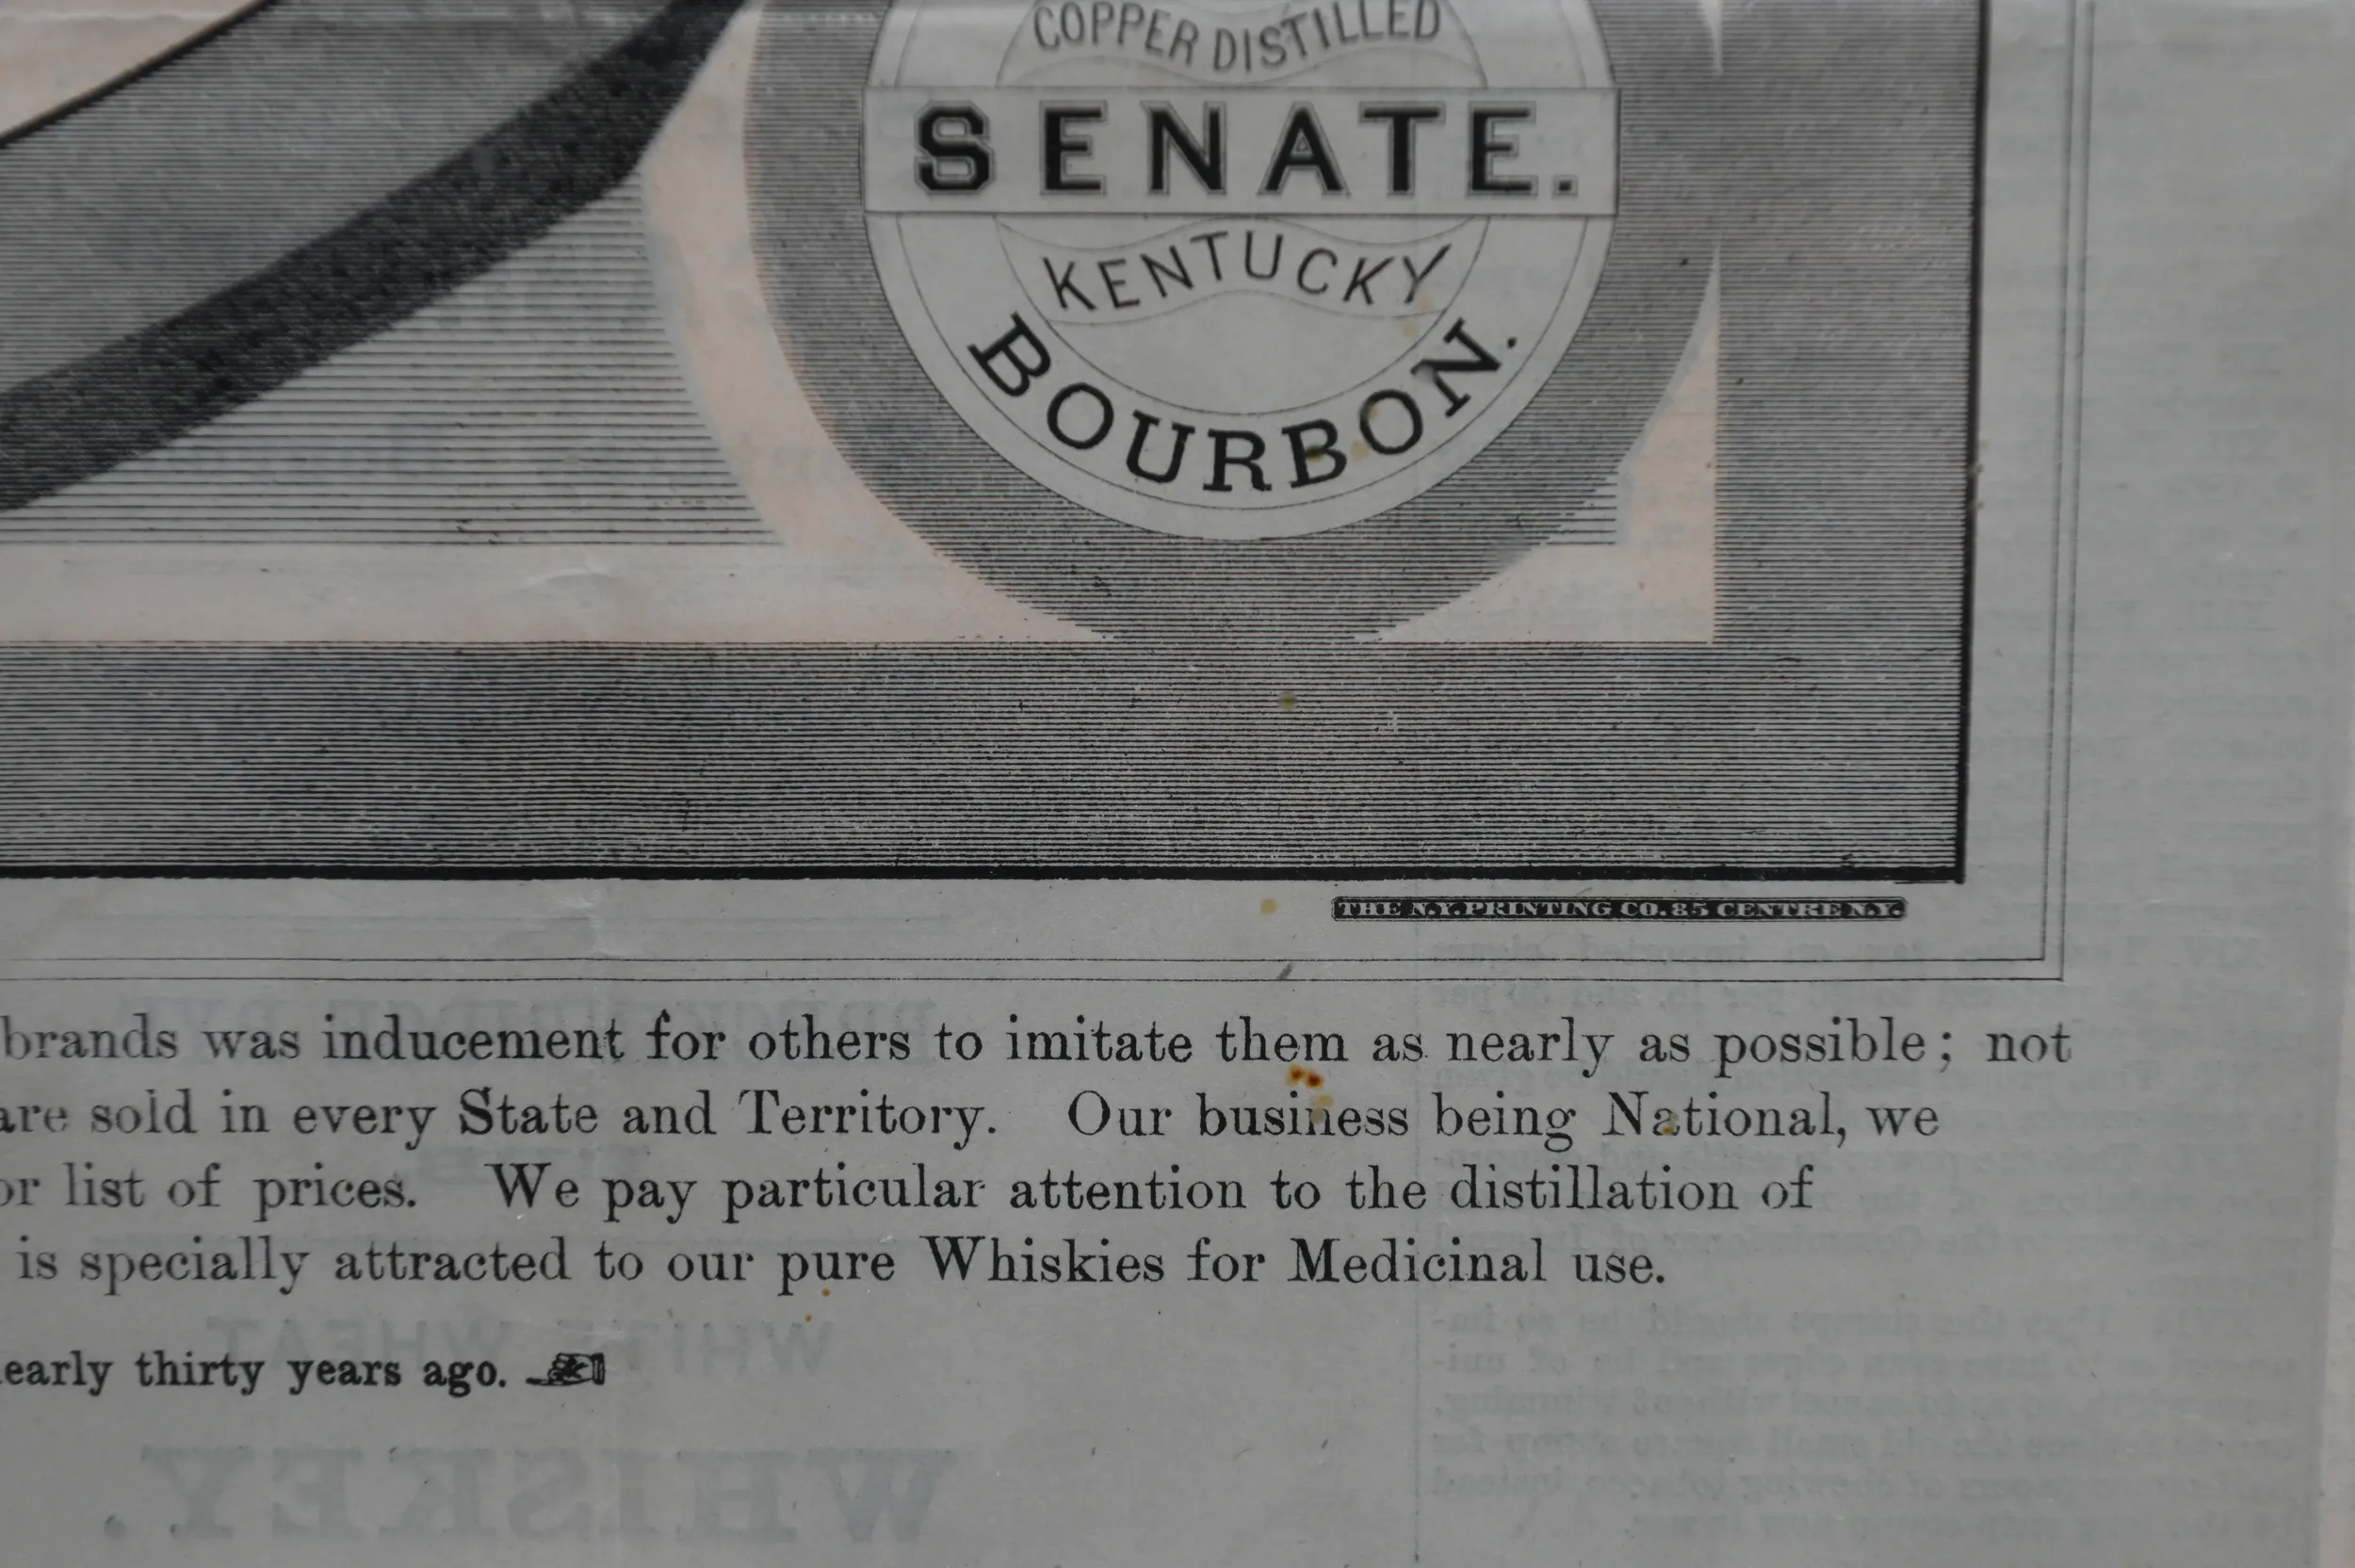 COPPER DISTILLED
SENATE.
KENTUCKY
BOURBON.
THE N.Y. PRINTING CO. 85 CENTRE N.Y.
brands was inducement for others to imitate them as nearly as possible; not
are sold in every State and Territory. Our business being National, we
or list of prices. We pay particular attention to the distillation of
is specially attracted to our pure Whiskies for Medicinal use.
early thirty years ago.
WHITE WHEAT
WHISKEY.